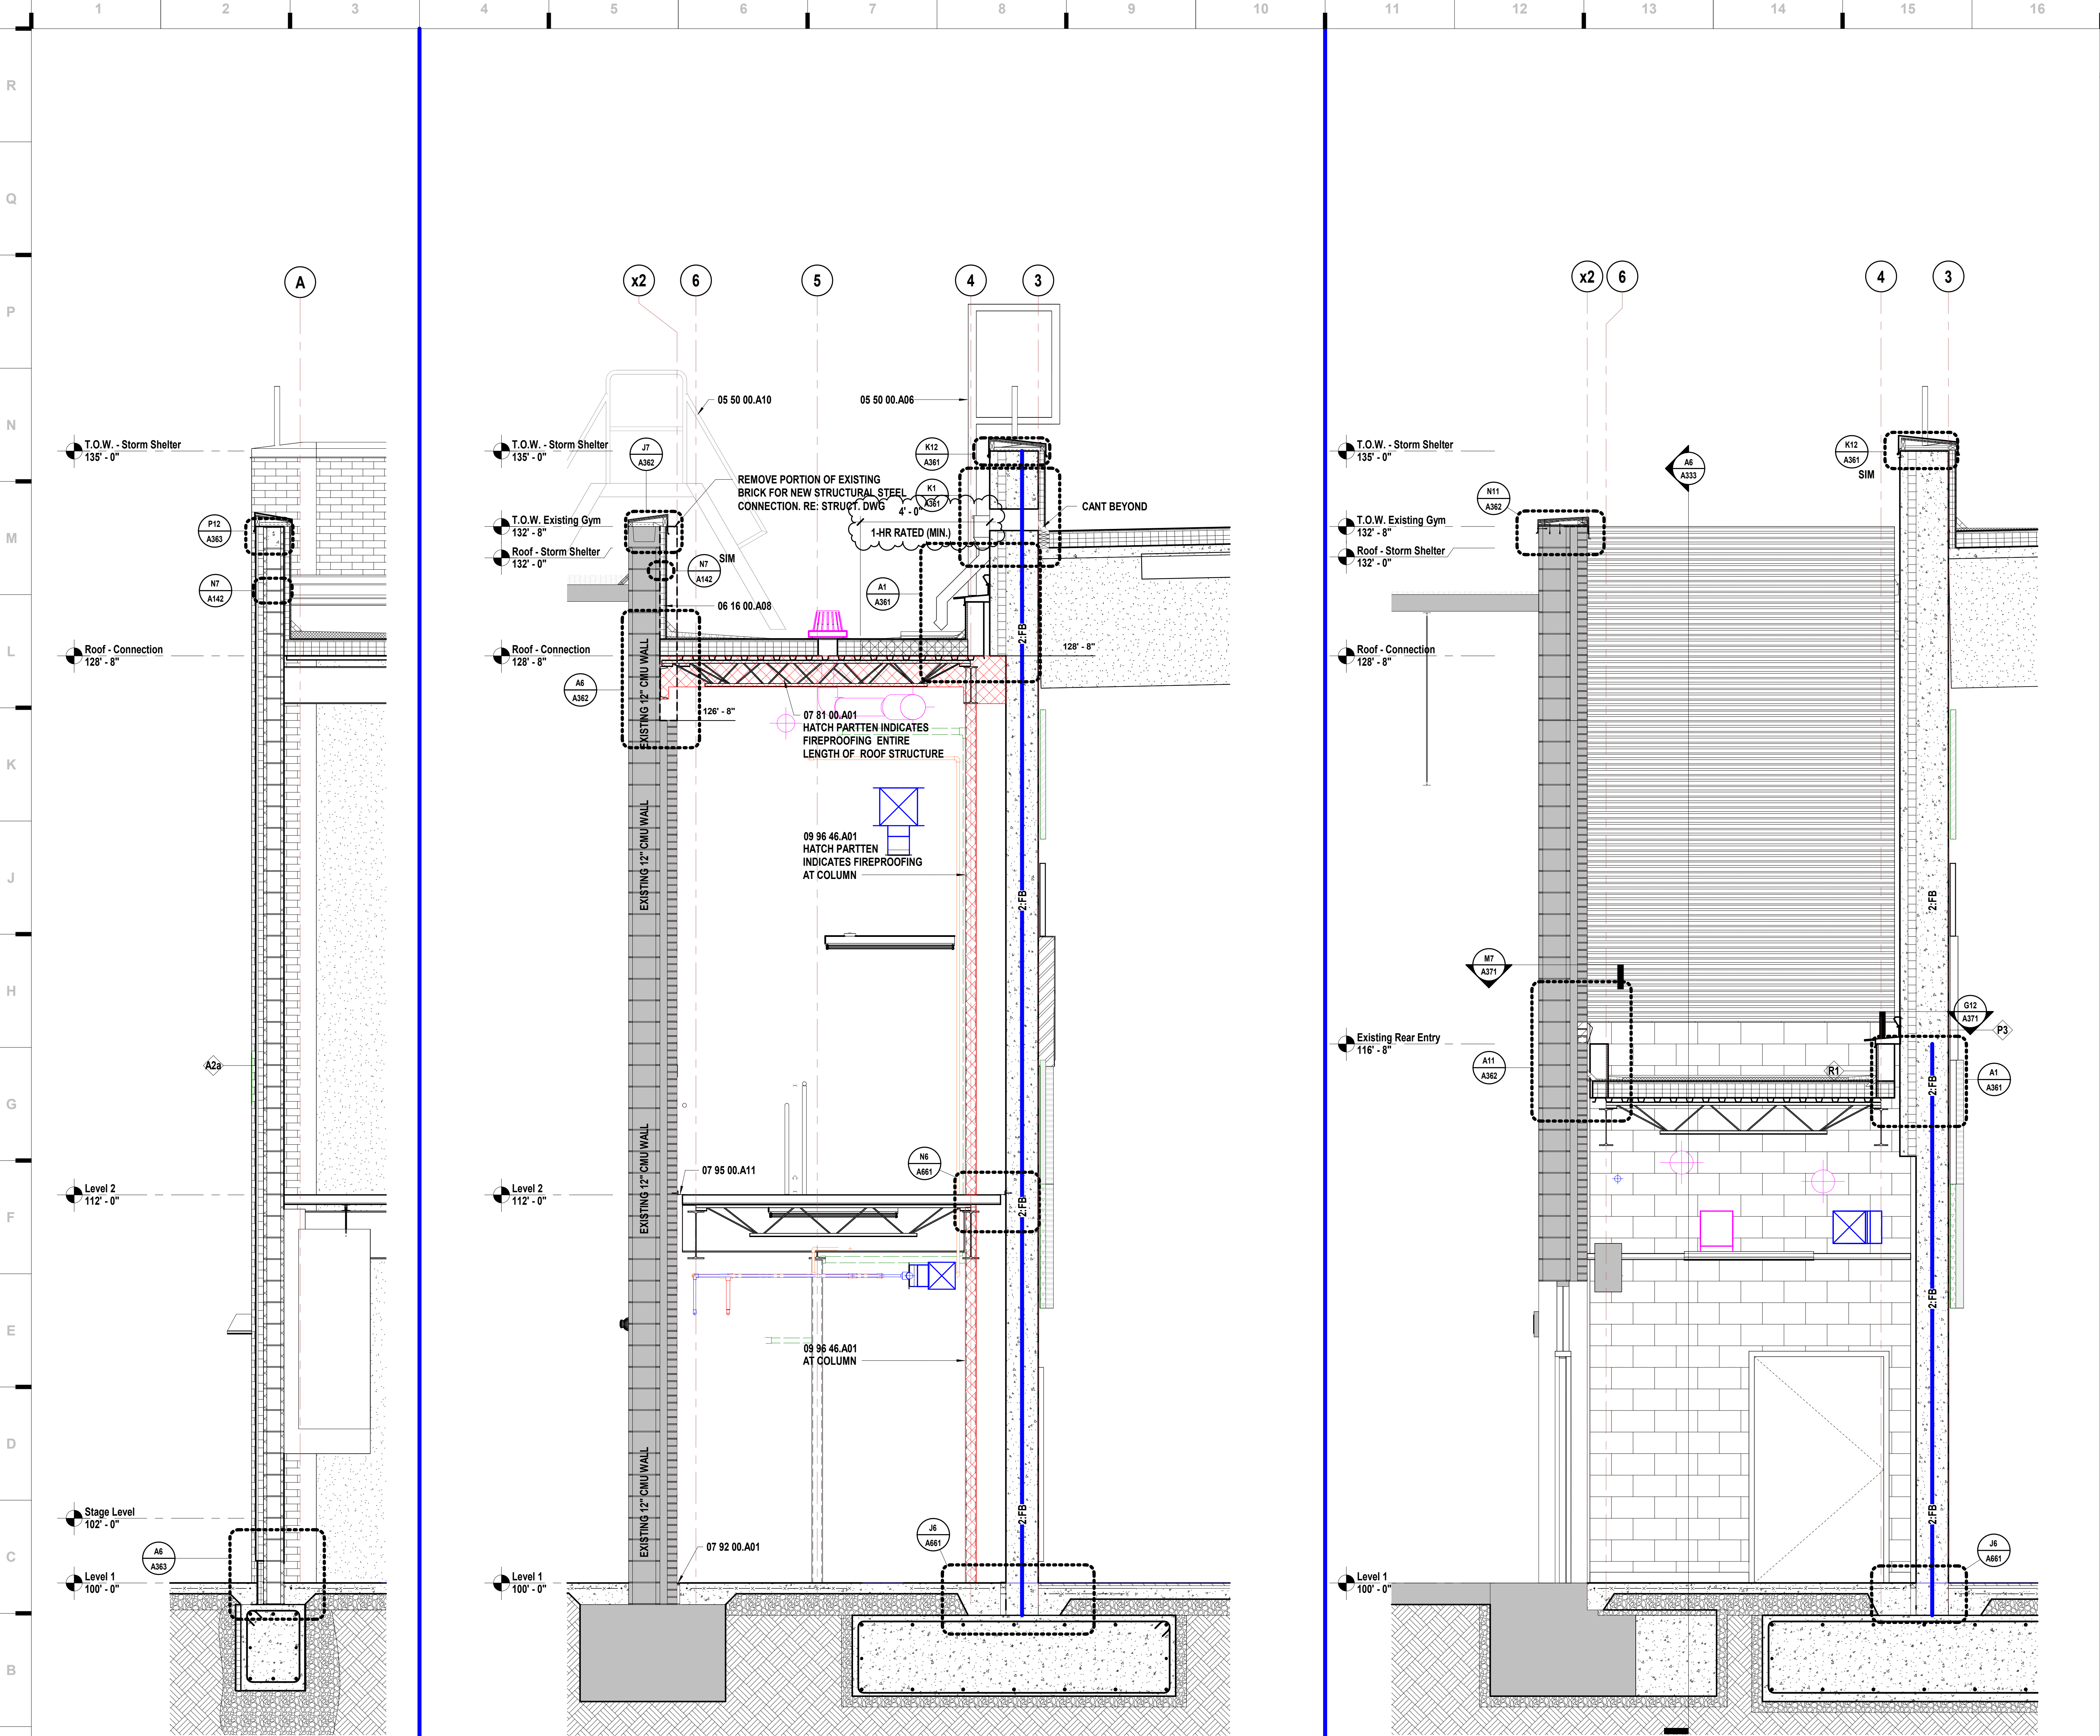 1 2 3 4 5 6 7 8 9 10 11 12 13 14 15 16
R
Q
P
N
M
L
K
J
H
G
F
E
D
C
B
A
T.O.W. - Storm Shelter
135' - 0"
P12
A363
N7
A142
Roof - Connection
128' - 8"
A2a
Level 2
112' - 0"
Stage Level
102' - 0"
A6
A363
Level 1
100' - 0"
x2 6 5 4 3
05 50 00.A10
05 50 00.A06
T.O.W. - Storm Shelter
135' - 0"
J7
A362
K12
A361
REMOVE PORTION OF EXISTING
BRICK FOR NEW STRUCTURAL STEEL
CONNECTION. RE: STRUCT. DWG
K1
A361
4' - 0"
CANT BEYOND
T.O.W. Existing Gym
132' - 8"
1-HR RATED (MIN.)
Roof - Storm Shelter
132' - 0"
SIM
N7
A142
A1
A361
06 16 00.A08
2:FB
Roof - Connection
128' - 8"
128' - 8"
A6
A362
EXISTING 12" CMU WALL
126' - 8"
07 81 00.A01
HATCH PARTTEN INDICATES
FIREPROOFING ENTIRE
LENGTH OF ROOF STRUCTURE
09 96 46.A01
HATCH PARTTEN
INDICATES FIREPROOFING
AT COLUMN
EXISTING 12" CMU WALL
2:FB
N6
A661
07 95 00.A11
Level 2
112' - 0"
EXISTING 12" CMU WALL
2:FB
09 96 46.A01
AT COLUMN
EXISTING 12" CMU WALL
2:FB
J6
A661
07 92 00.A01
Level 1
100' - 0"
x2 6 4 3
T.O.W. - Storm Shelter
135' - 0"
A6
A333
K12
A361
SIM
N11
A362
T.O.W. Existing Gym
132' - 8"
Roof - Storm Shelter
132' - 0"
Roof - Connection
128' - 8"
2:FB
M7
A371
G12
A371
P3
Existing Rear Entry
116' - 8"
A11
A362
R1
2:FB
A1
A361
2:FB
2:FB
J6
A661
Level 1
100' - 0"